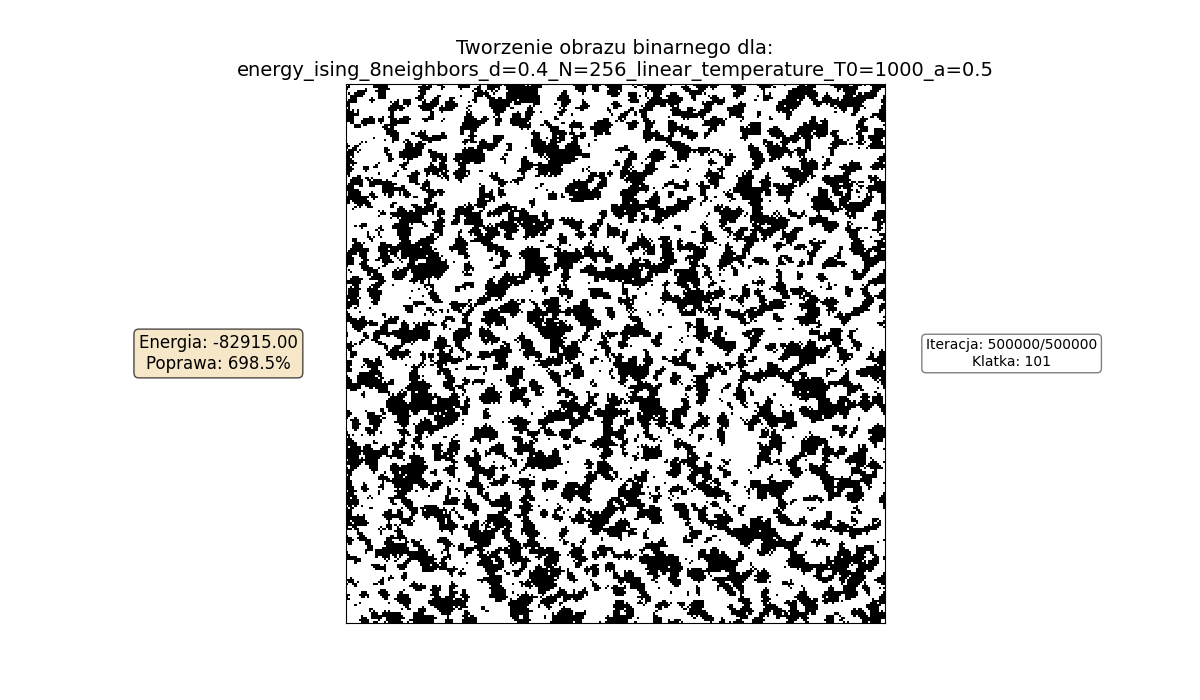 Tworzenie obrazu binarnego dla:
energy_ising_8neighbors_d=0.4_N=256_linear_temperature_T0=1000_a=0.5
Energia: -82915.00
Poprawa: 698.5%
Iteracja: 500000/500000
Klatka: 101